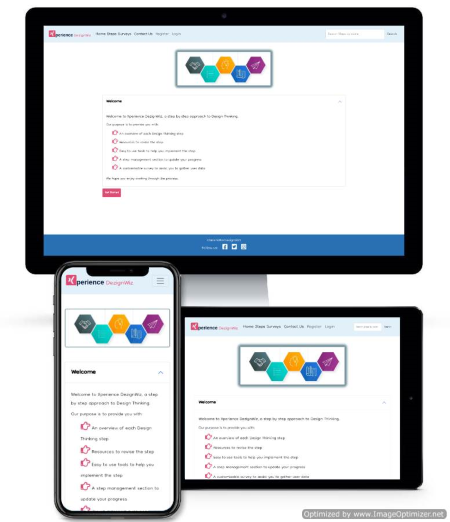 Xperience DesignWiz Home Steps Surveys Contact Us Register Login
Search
Welcome
Welcome to Xperience DesignWiz, a step by step approach to Design Thinking.
Our purpose is to provide you with:
An overview of each Design Thinking step
Resources to revise the step
Easy to use tools to help you implement the step
A step management section to update your progress
A customisable survey to assist you to gather user data
We hope you enjoy working through the process.
Xperience DesignWiz
Welcome
Welcome to Xperience DesignWiz, a step
by step approach to Design Thinking.
Our purpose is to provide you with:
An overview of each Design
Thinking step
Resources to revise the step
Easy to use tools to help you
implement the step
A step management section to
update your progress
Xperience DesignWiz Home Steps Surveys Contact Us Register Login
Welcome
Welcome to Xperience DesignWiz, a step by step approach to Design Thinking.
Our purpose is to provide you with:
An overview of each Design Thinking step
Resources to revise the step
Easy to use tools to help you implement the step
A step management section to update your progress
A customisable survey to assist you to gather user data
Optimized by www.ImageOptimizer.net